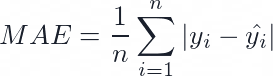 MAE = \frac{1}{n} \sum_{i=1}^{n} |y_i - \hat{y_i}|